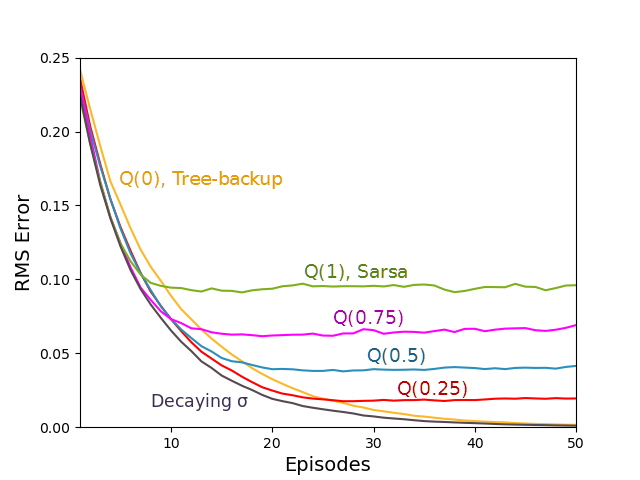 0.25
0.20
0.15
0.10
0.05
0.00
RMS Error
Q(0), Tree-backup
Q(1), Sarsa
Q(0.75)
Q(0.5)
Q(0.25)
Decaying σ
10
20
30
40
50
Episodes